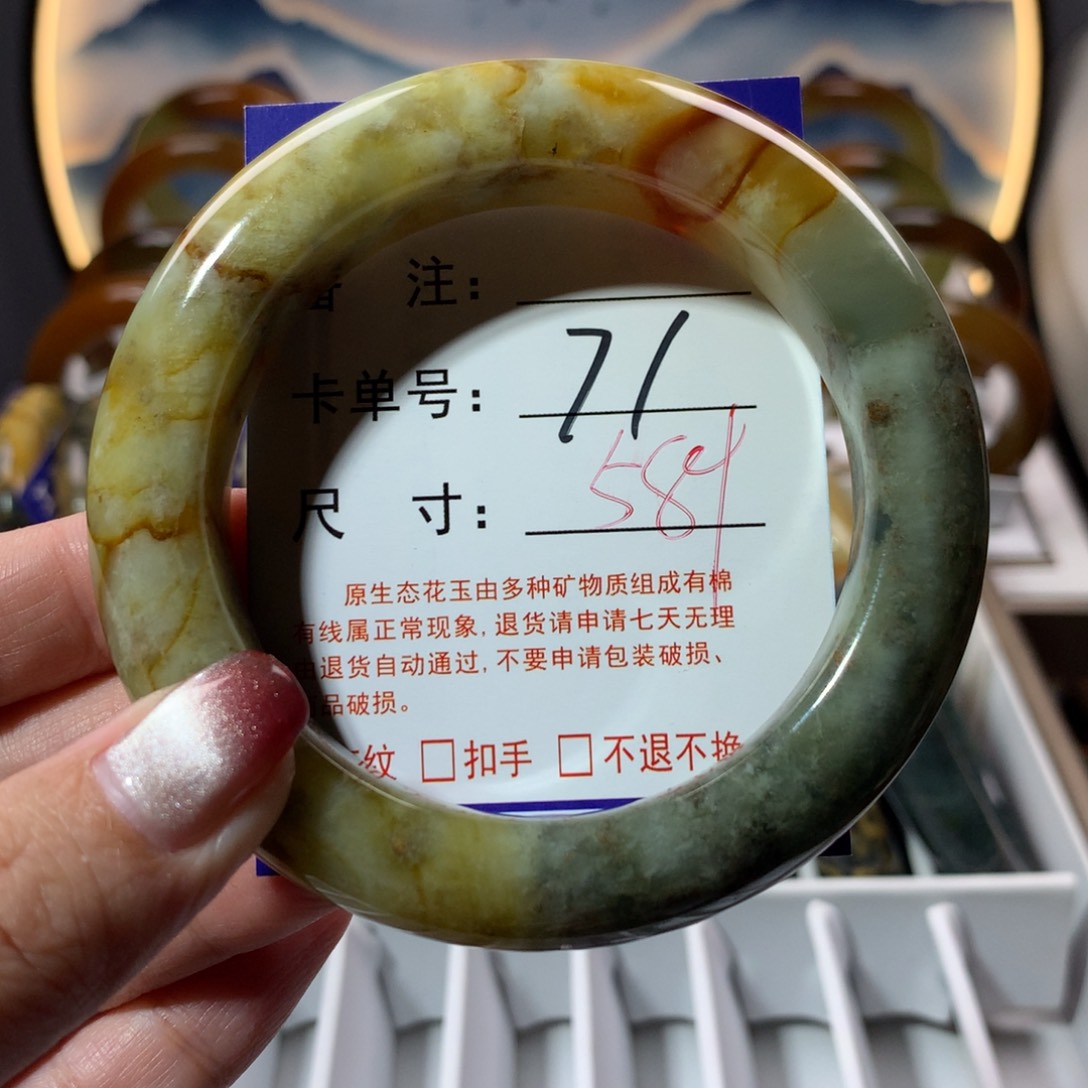 注：
卡单号：71
尺寸：58
原生态花玉由多种矿物质组成有棉
有线属正常现象，退货请申请七天无理
退货自动通过，不要申请包装破损、
品破损。
纹 □扣手 □不退不换